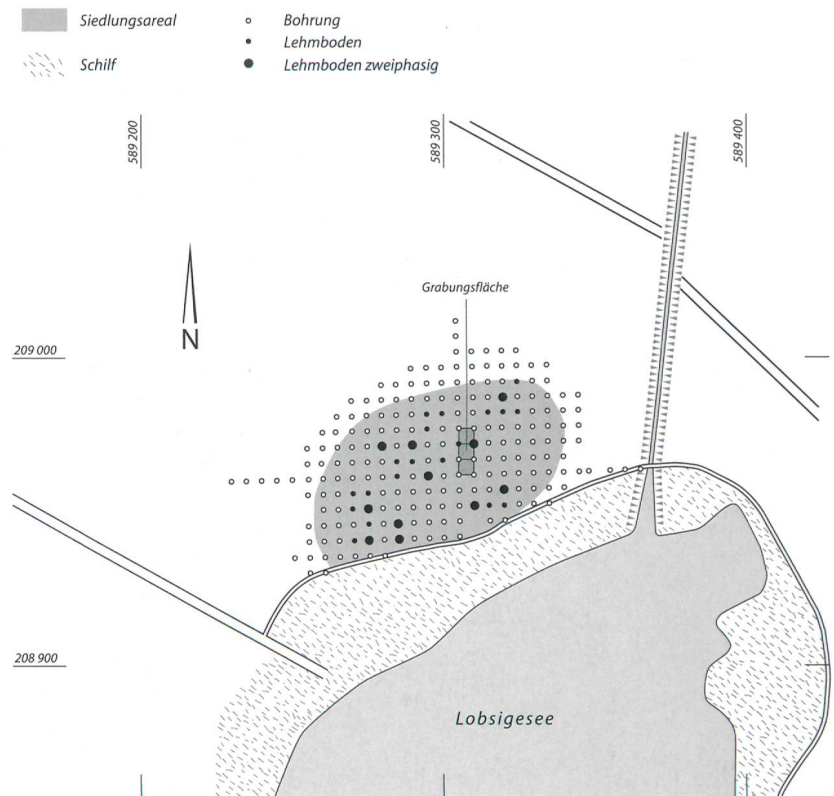 Siedlungsareal
Schilf
Bohrung
Lehmboden
Lehmboden zweiphasig
589 200
589 300
589 400
Grabungsfläche
N
209 000
208 900
Lobsigesee